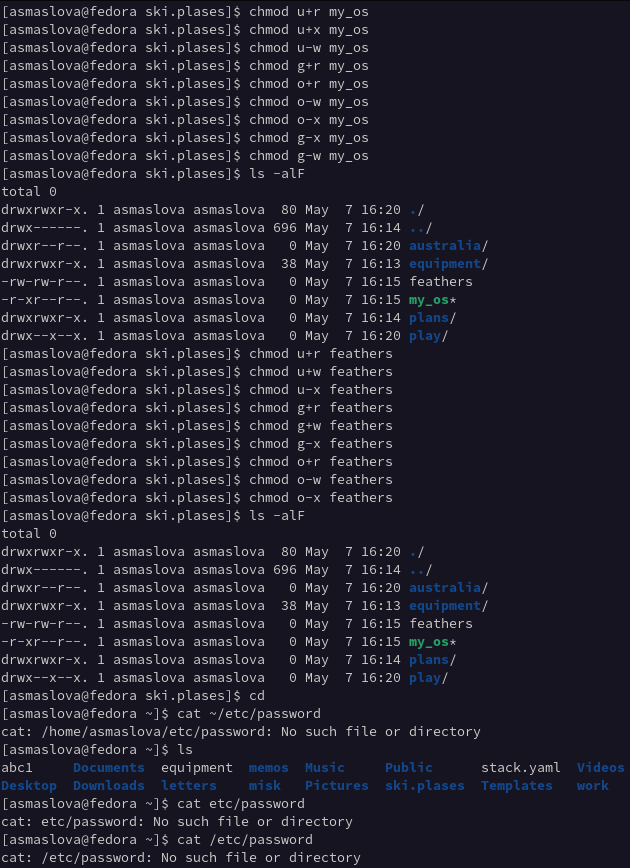 [asmaslova@fedora ski.plases]$ chmod u+r my_os
[asmaslova@fedora ski.plases]$ chmod u+x my_os
[asmaslova@fedora ski.plases]$ chmod u-w my_os
[asmaslova@fedora ski.plases]$ chmod g+r my_os
[asmaslova@fedora ski.plases]$ chmod o+r my_os
[asmaslova@fedora ski.plases]$ chmod o-w my_os
[asmaslova@fedora ski.plases]$ chmod o-x my_os
[asmaslova@fedora ski.plases]$ chmod g-x my_os
[asmaslova@fedora ski.plases]$ chmod g-w my_os
[asmaslova@fedora ski.plases]$ ls -alF
total 0
drwxrwxr-x. 1 asmaslova asmaslova  80 May  7 16:20 ./
drwx------. 1 asmaslova asmaslova 696 May  7 16:14 ../
drwxr--r--. 1 asmaslova asmaslova   0 May  7 16:20 australia/
drwxrwxr-x. 1 asmaslova asmaslova  38 May  7 16:13 equipment/
-rw-rw-r--. 1 asmaslova asmaslova   0 May  7 16:15 feathers
-r-xr--r--. 1 asmaslova asmaslova   0 May  7 16:15 my_os*
drwxrwxr-x. 1 asmaslova asmaslova   0 May  7 16:14 plans/
drwx--x--x. 1 asmaslova asmaslova   0 May  7 16:20 play/
[asmaslova@fedora ski.plases]$ chmod u+r feathers
[asmaslova@fedora ski.plases]$ chmod u+w feathers
[asmaslova@fedora ski.plases]$ chmod u-x feathers
[asmaslova@fedora ski.plases]$ chmod g+r feathers
[asmaslova@fedora ski.plases]$ chmod g+w feathers
[asmaslova@fedora ski.plases]$ chmod g-x feathers
[asmaslova@fedora ski.plases]$ chmod o+r feathers
[asmaslova@fedora ski.plases]$ chmod o-w feathers
[asmaslova@fedora ski.plases]$ chmod o-x feathers
[asmaslova@fedora ski.plases]$ ls -alF
total 0
drwxrwxr-x. 1 asmaslova asmaslova  80 May  7 16:20 ./
drwx------. 1 asmaslova asmaslova 696 May  7 16:14 ../
drwxr--r--. 1 asmaslova asmaslova   0 May  7 16:20 australia/
drwxrwxr-x. 1 asmaslova asmaslova  38 May  7 16:13 equipment/
-rw-rw-r--. 1 asmaslova asmaslova   0 May  7 16:15 feathers
-r-xr--r--. 1 asmaslova asmaslova   0 May  7 16:15 my_os*
drwxrwxr-x. 1 asmaslova asmaslova   0 May  7 16:14 plans/
drwx--x--x. 1 asmaslova asmaslova   0 May  7 16:20 play/
[asmaslova@fedora ski.plases]$ cd
[asmaslova@fedora ~]$ cat ~/etc/password
cat: /home/asmaslova/etc/password: No such file or directory
[asmaslova@fedora ~]$ ls
abc1     Documents  equipment  memos  Music     Public      stack.yaml  Videos
Desktop  Downloads  letters    misk   Pictures  ski.plases  Templates   work
[asmaslova@fedora ~]$ cat etc/password
cat: etc/password: No such file or directory
[asmaslova@fedora ~]$ cat /etc/password
cat: /etc/password: No such file or directory